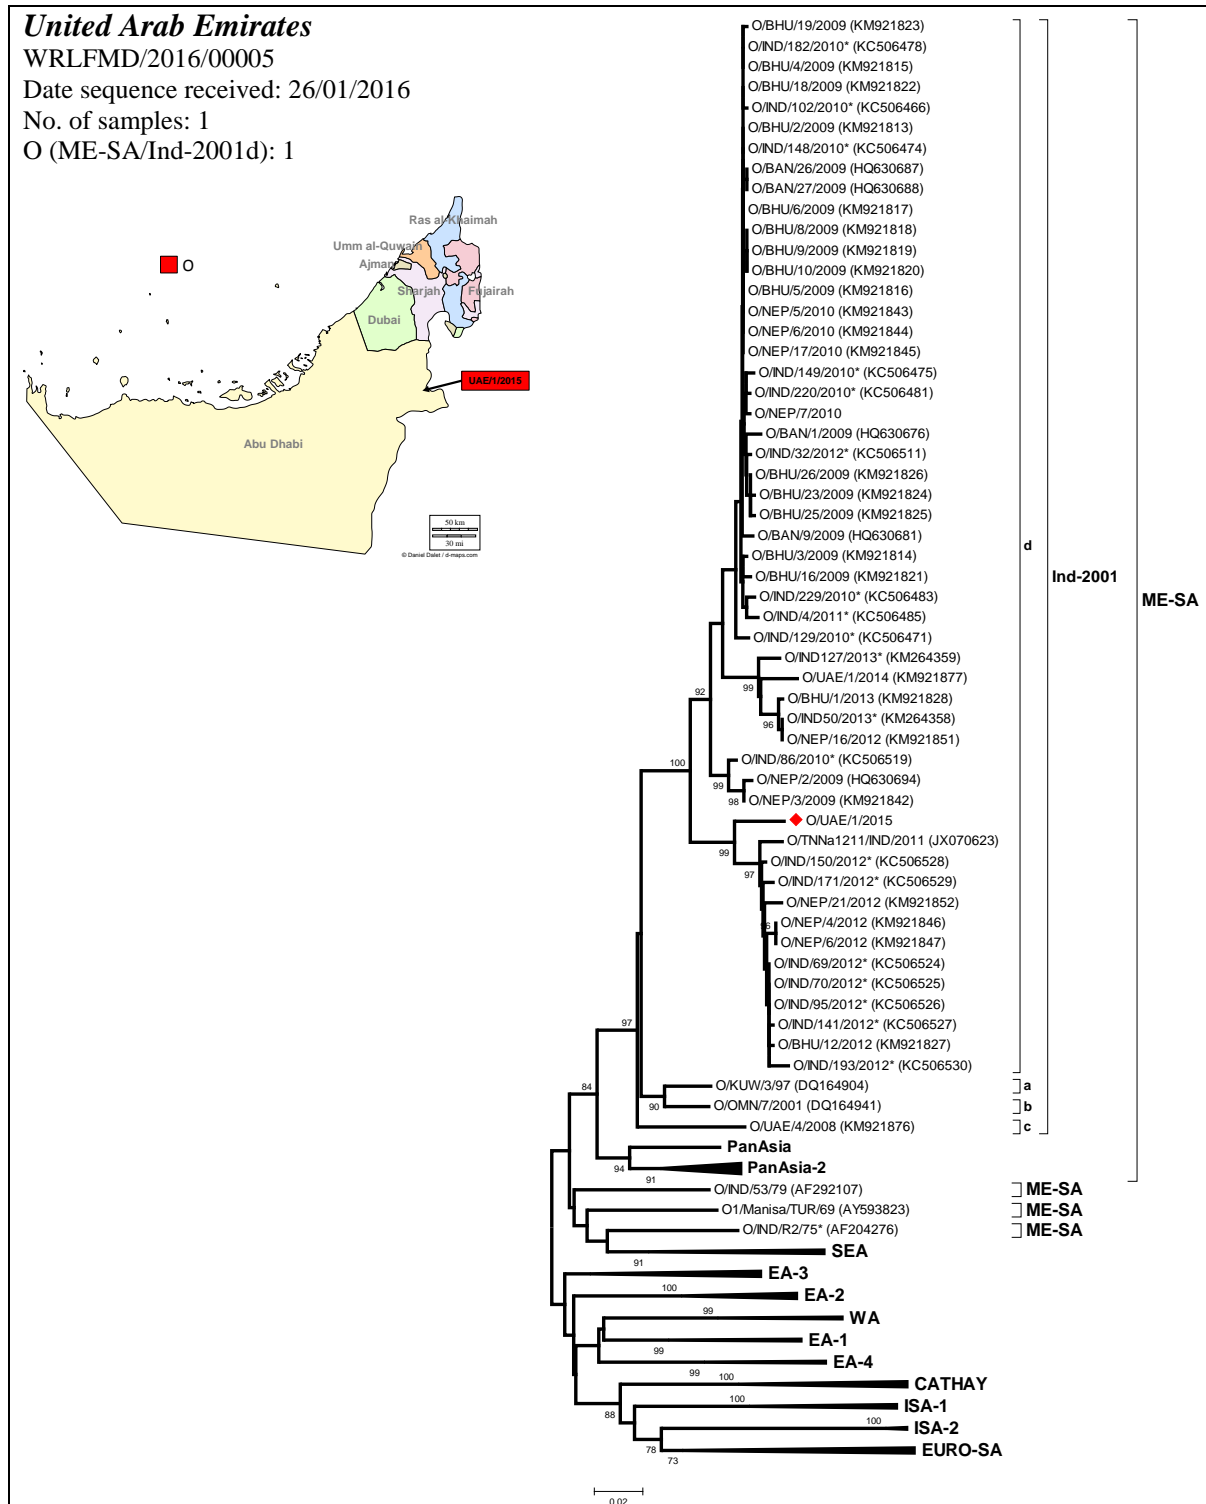 United Arab Emirates
WRLFMD/2016/00005
Date sequence received: 26/01/2016
No. of samples: 1
O (ME-SA/Ind-2001d): 1
O
Ras al-Khaimah
Umm al-Quwain
Ajman
Sharjah
Fujairah
Dubai
UAE/1/2015
Abu Dhabi
50 km
30 mi
© Daniel Dalet / d-maps.com
O/BHU/19/2009 (KM921823)
O/IND/182/2010* (KC506478)
O/BHU/4/2009 (KM921815)
O/BHU/18/2009 (KM921822)
O/IND/102/2010* (KC506466)
O/BHU/2/2009 (KM921813)
O/IND/148/2010* (KC506474)
O/BAN/26/2009 (HQ630687)
O/BAN/27/2009 (HQ630688)
O/BHU/6/2009 (KM921817)
O/BHU/8/2009 (KM921818)
O/BHU/9/2009 (KM921819)
O/BHU/10/2009 (KM921820)
O/BHU/5/2009 (KM921816)
O/NEP/5/2010 (KM921843)
O/NEP/6/2010 (KM921844)
O/NEP/17/2010 (KM921845)
O/IND/149/2010* (KC506475)
O/IND/220/2010* (KC506481)
O/NEP/7/2010
O/BAN/1/2009 (HQ630676)
O/IND/32/2012* (KC506511)
O/BHU/26/2009 (KM921826)
O/BHU/23/2009 (KM921824)
O/BHU/25/2009 (KM921825)
O/BAN/9/2009 (HQ630681)
O/BHU/3/2009 (KM921814)
O/BHU/16/2009 (KM921821)
O/IND/229/2010* (KC506483)
O/IND/4/2011* (KC506485)
O/IND/129/2010* (KC506471)
O/IND127/2013* (KM264359)
O/UAE/1/2014 (KM921877)
O/BHU/1/2013 (KM921828)
O/IND50/2013* (KM264358)
O/NEP/16/2012 (KM921851)
O/IND/86/2010* (KC506519)
O/NEP/2/2009 (HQ630694)
O/NEP/3/2009 (KM921842)
O/UAE/1/2015
O/TNNa1211/IND/2011 (JX070623)
O/IND/150/2012* (KC506528)
O/IND/171/2012* (KC506529)
O/NEP/21/2012 (KM921852)
O/NEP/4/2012 (KM921846)
O/NEP/6/2012 (KM921847)
O/IND/69/2012* (KC506524)
O/IND/70/2012* (KC506525)
O/IND/95/2012* (KC506526)
O/IND/141/2012* (KC506527)
O/BHU/12/2012 (KM921827)
O/IND/193/2012* (KC506530)
O/KUW/3/97 (DQ164904)
O/OMN/7/2001 (DQ164941)
O/UAE/4/2008 (KM921876)
PanAsia
PanAsia-2
O/IND/53/79 (AF292107)
O1/Manisa/TUR/69 (AY593823)
O/IND/R2/75* (AF204276)
SEA
EA-3
EA-2
WA
EA-1
EA-4
CATHAY
ISA-1
ISA-2
EURO-SA
d
a
b
c
Ind-2001
ME-SA
ME-SA
ME-SA
ME-SA
99
92
96
100
99
98
99
97
97
84
90
94
91
91
100
99
99
99
100
100
88
100
78
73
0.02